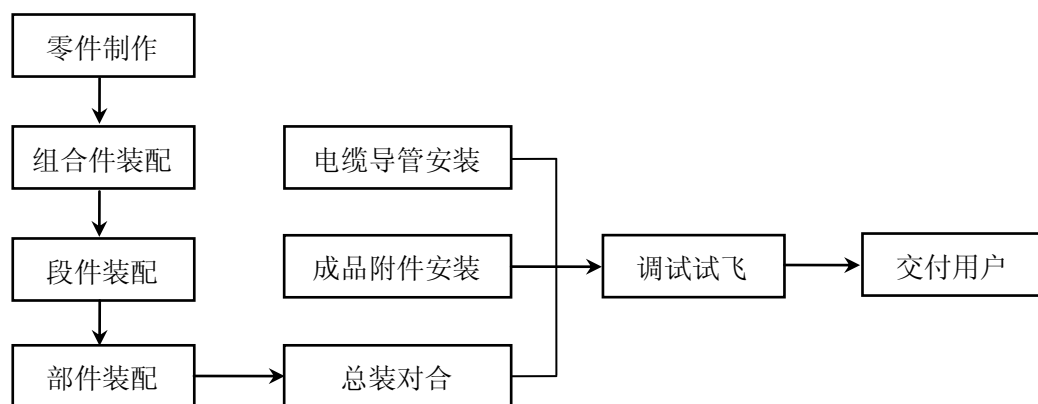 零件制作
组合件装配
电缆导管安装
段件装配
成品附件安装
调试试飞
交付用户
部件装配
总装对合